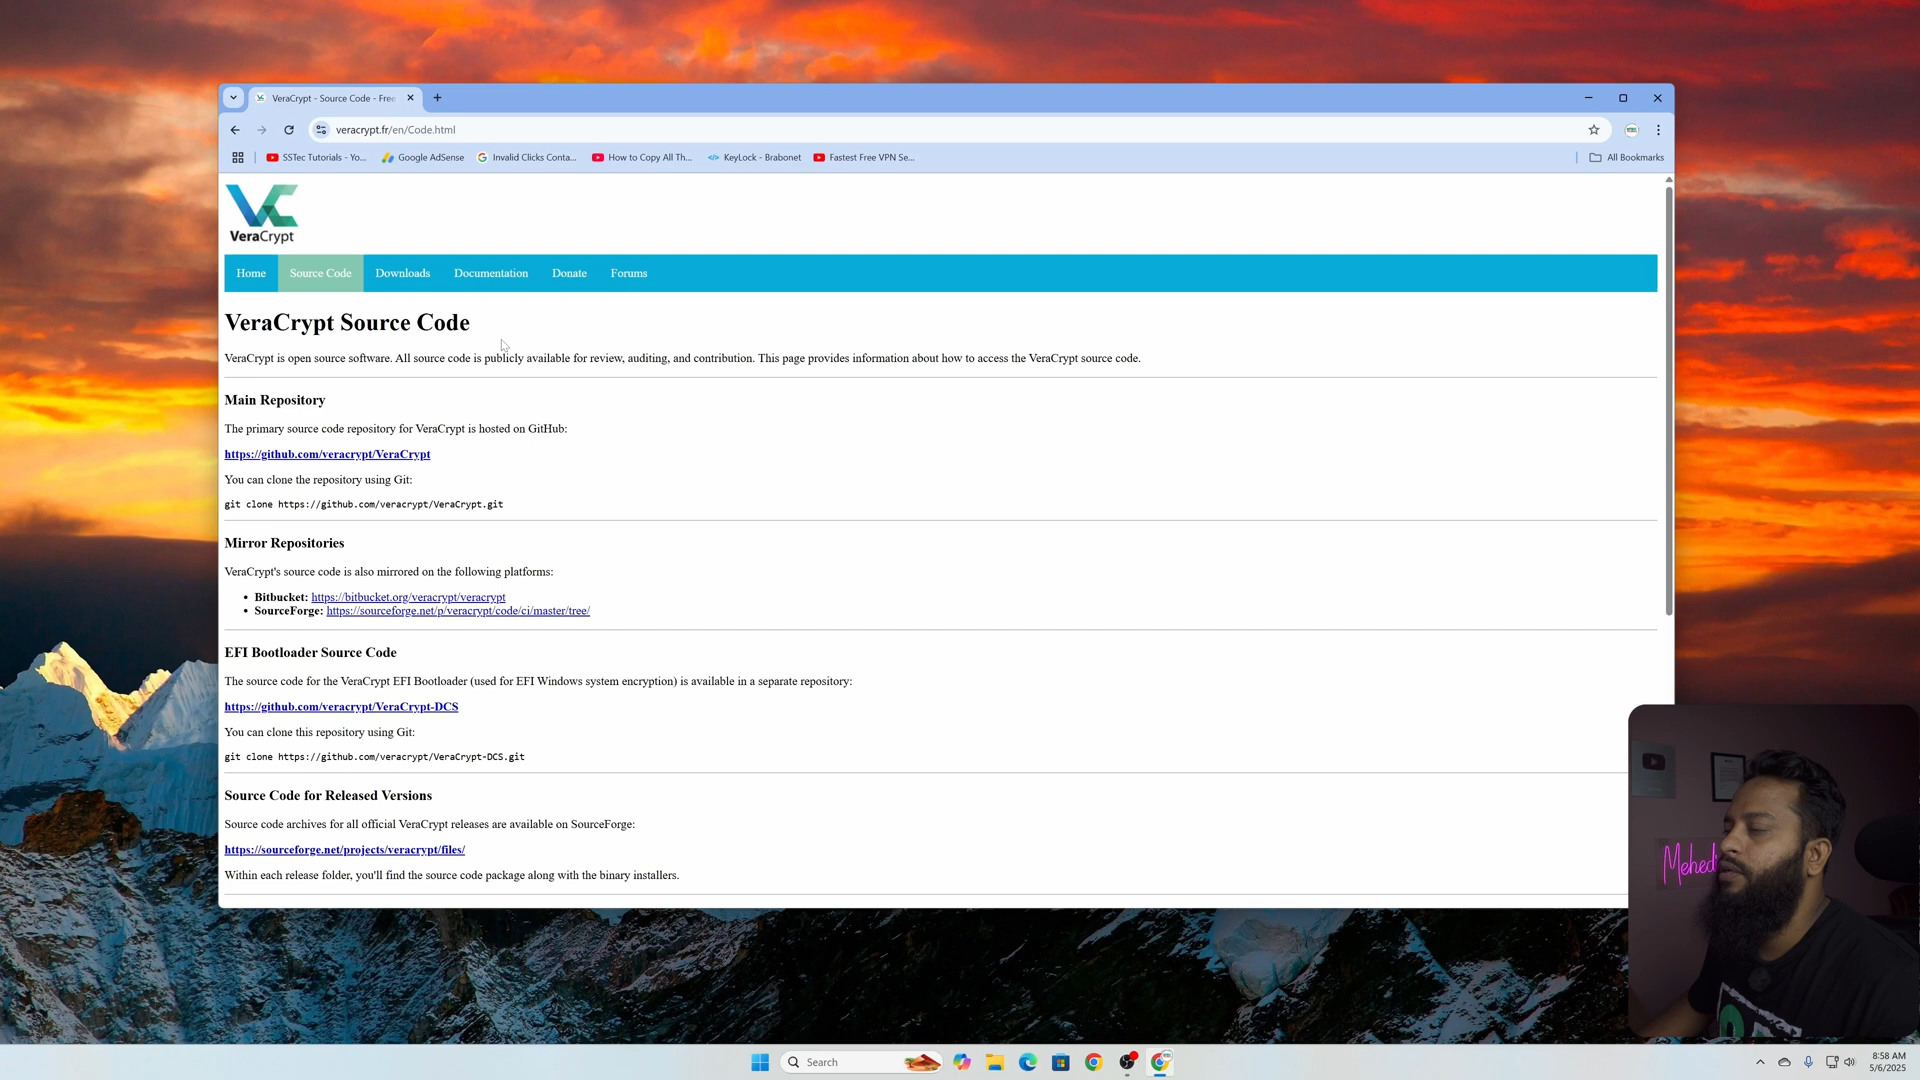 VeraCrypt - Source Code - Free
veracrypt.fr/en/Code.html
SSTec Tutorials - Yo...
Google AdSense
Invalid Clicks Conta...
How to Copy All Th...
KeyLock - Brabonet
Fastest Free VPN Se...
All Bookmarks
VeraCrypt
Home
Source Code
Downloads
Documentation
Donate
Forums
VeraCrypt Source Code
VeraCrypt is open source software. All source code is publicly available for review, auditing, and contribution. This page provides information about how to access the VeraCrypt source code.
Main Repository
The primary source code repository for VeraCrypt is hosted on GitHub:
https://github.com/veracrypt/VeraCrypt
You can clone the repository using Git:
git clone https://github.com/veracrypt/VeraCrypt.git
Mirror Repositories
VeraCrypt's source code is also mirrored on the following platforms:
• Bitbucket: https://bitbucket.org/veracrypt/veracrypt
• SourceForge: https://sourceforge.net/p/veracrypt/code/ci/master/tree/
EFI Bootloader Source Code
The source code for the VeraCrypt EFI Bootloader (used for EFI Windows system encryption) is available in a separate repository:
https://github.com/veracrypt/VeraCrypt-DCS
You can clone this repository using Git:
git clone https://github.com/veracrypt/VeraCrypt-DCS.git
Source Code for Released Versions
Source code archives for all official VeraCrypt releases are available on SourceForge:
https://sourceforge.net/projects/veracrypt/files/
Within each release folder, you'll find the source code package along with the binary installers.
Mehedi
Search
8:58 AM
5/6/2025